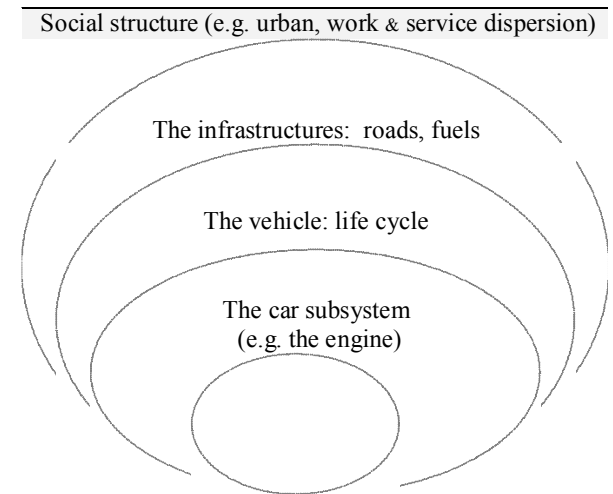 Social structure (e.g. urban, work & service dispersion)
The infrastructures: roads, fuels
The vehicle: life cycle
The car subsystem
(e.g. the engine)